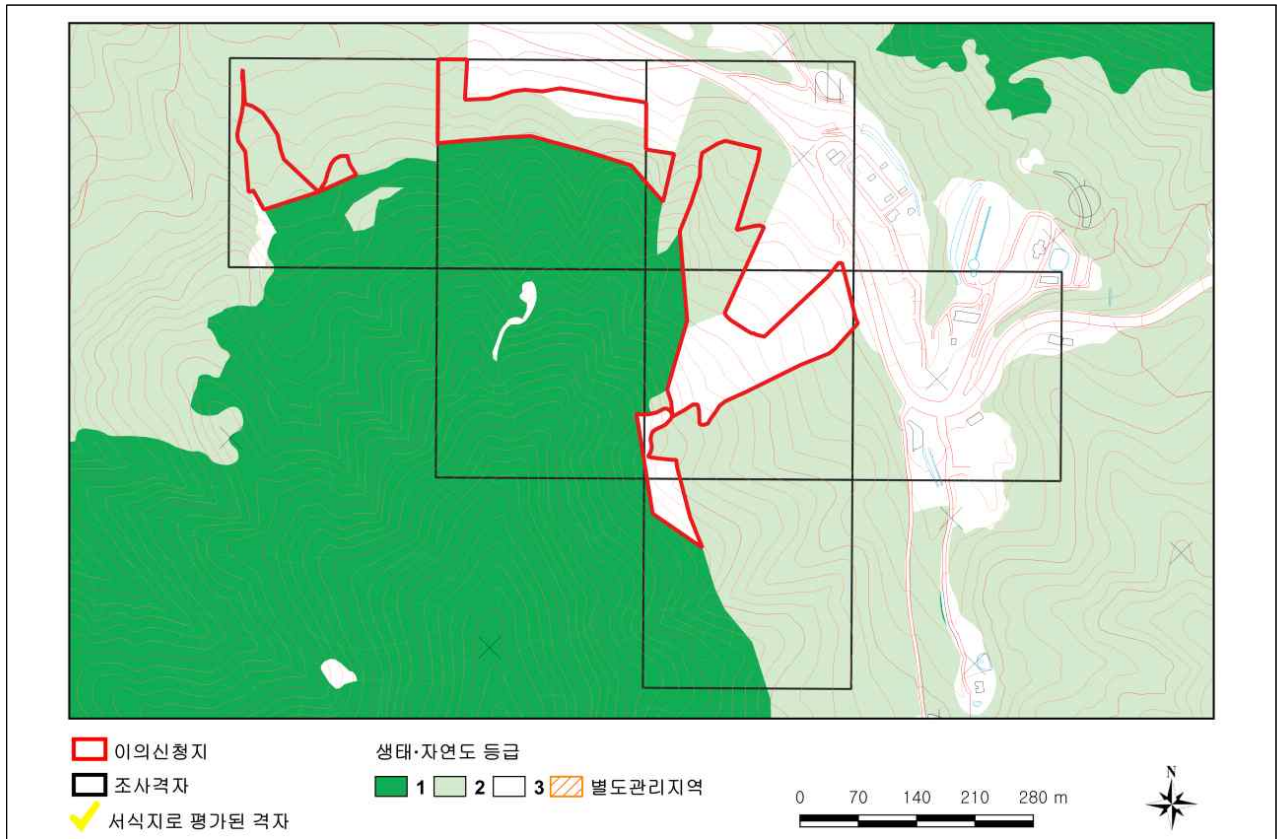 이의신청지
조사격자
서식지로 평가된 격자
생태·자연도 등급
1 2 3 별도관리지역
0 70 140 210 280 m
N